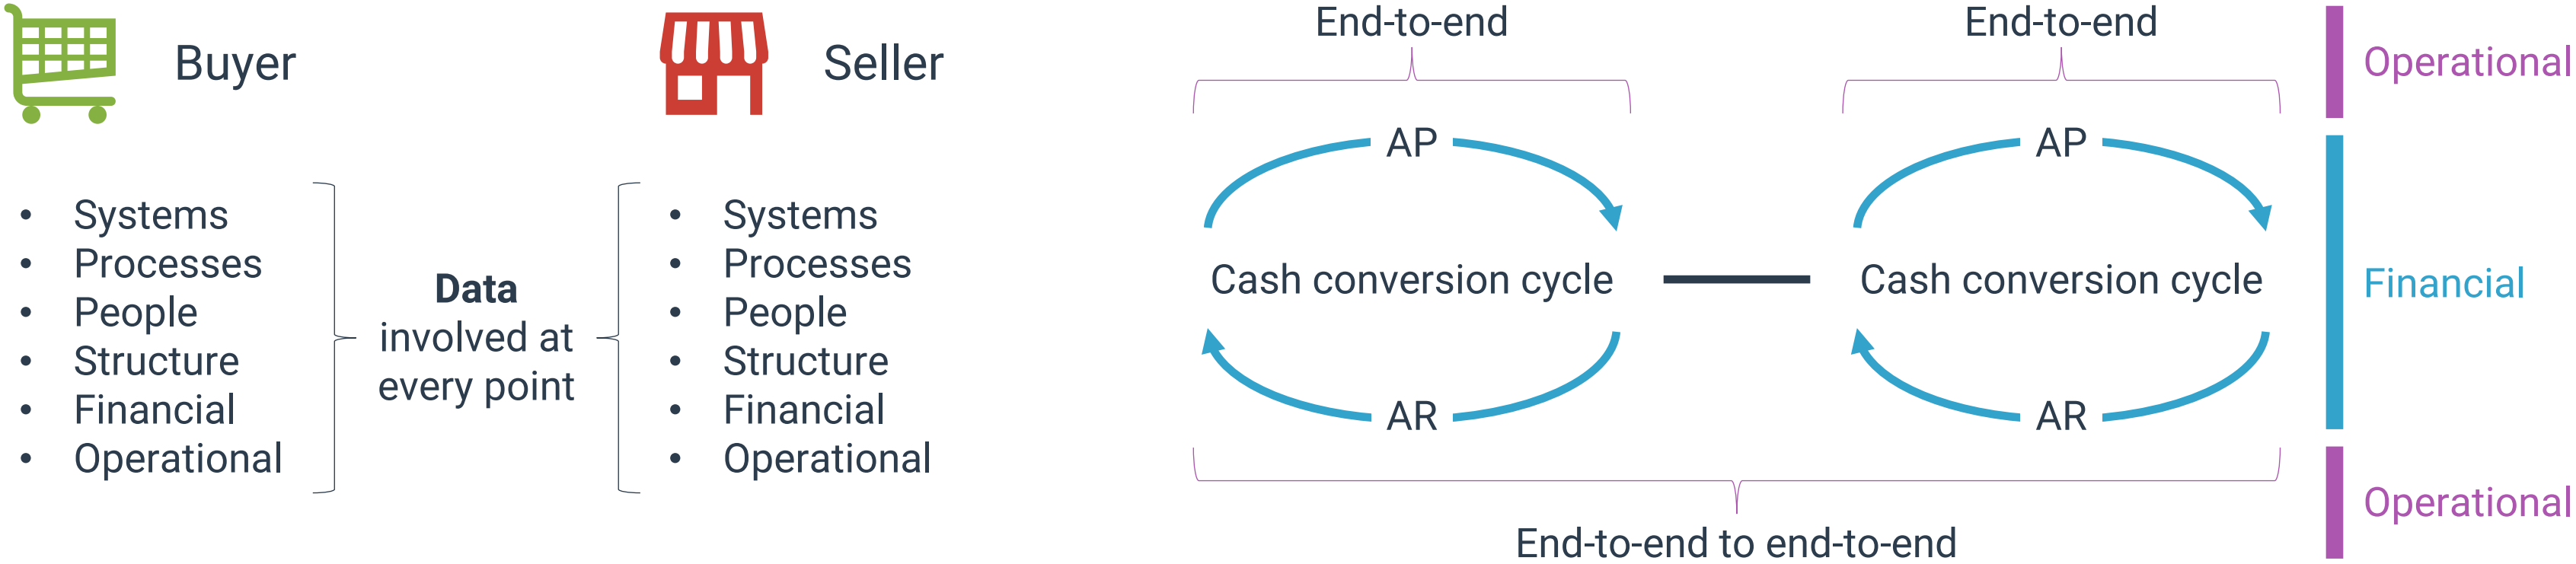 Buyer
• Systems
• Processes
• People
• Structure
• Financial
• Operational
Data
involved at
every point
Seller
• Systems
• Processes
• People
• Structure
• Financial
• Operational
End-to-end
AP
Cash conversion cycle
AR
End-to-end
AP
Cash conversion cycle
AR
End-to-end to end-to-end
Operational
Financial
Operational